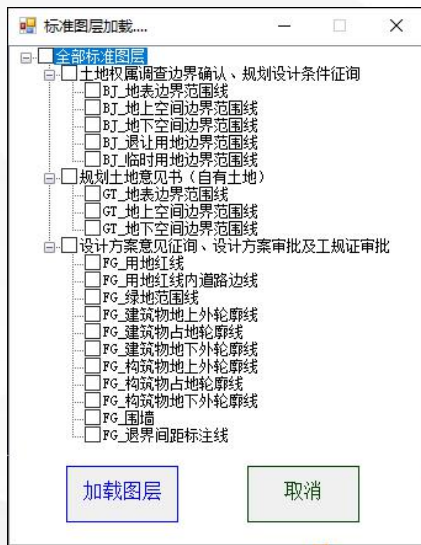 标准图层加载....
全部标准图层
土地权属调查边界确认、规划设计条件征询
BJ_地表边界范围线
BJ_地上空间边界范围线
BJ_地下空间边界范围线
BJ_退让用地边界范围线
BJ_临时用地边界范围线
规划土地意见书（自有土地）
GT_地表边界范围线
GT_地上空间边界范围线
GT_地下空间边界范围线
设计方案意见征询、设计方案审批及工规证审批
FG_用地红线
FG_用地红线内道路边线
FG_绿地范围线
FG_建筑物地上外轮廓线
FG_建筑物占地轮廓线
FG_建筑物地下外轮廓线
FG_构筑物地上外轮廓线
FG_构筑物占地轮廓线
FG_构筑物地下外轮廓线
FG_围墙
FG_退界间距标注线
加载图层
取消